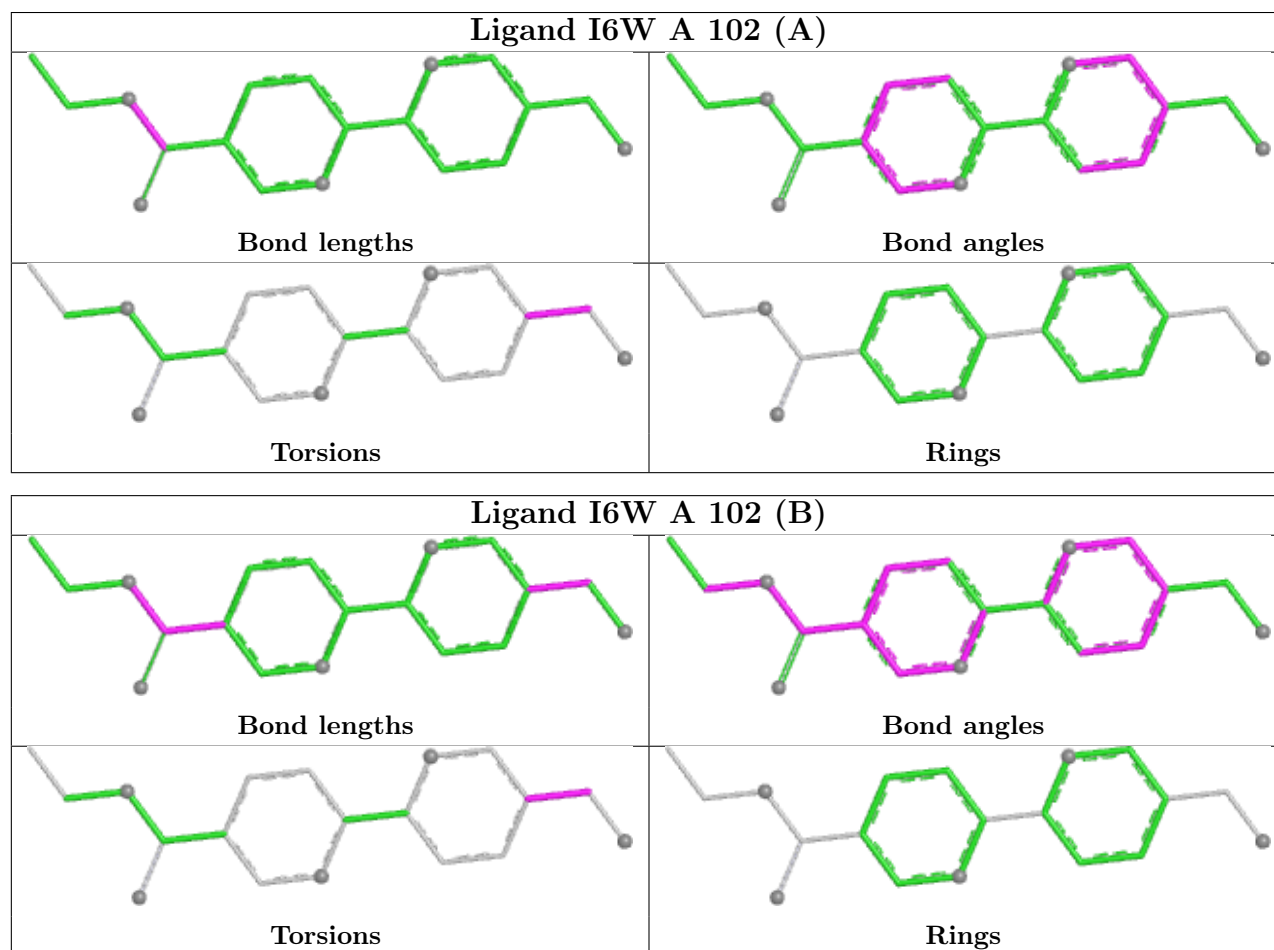 Ligand I6W A 102 (A)
Bond lengths
Bond angles
Torsions
Rings
Ligand I6W A 102 (B)
Bond lengths
Bond angles
Torsions
Rings